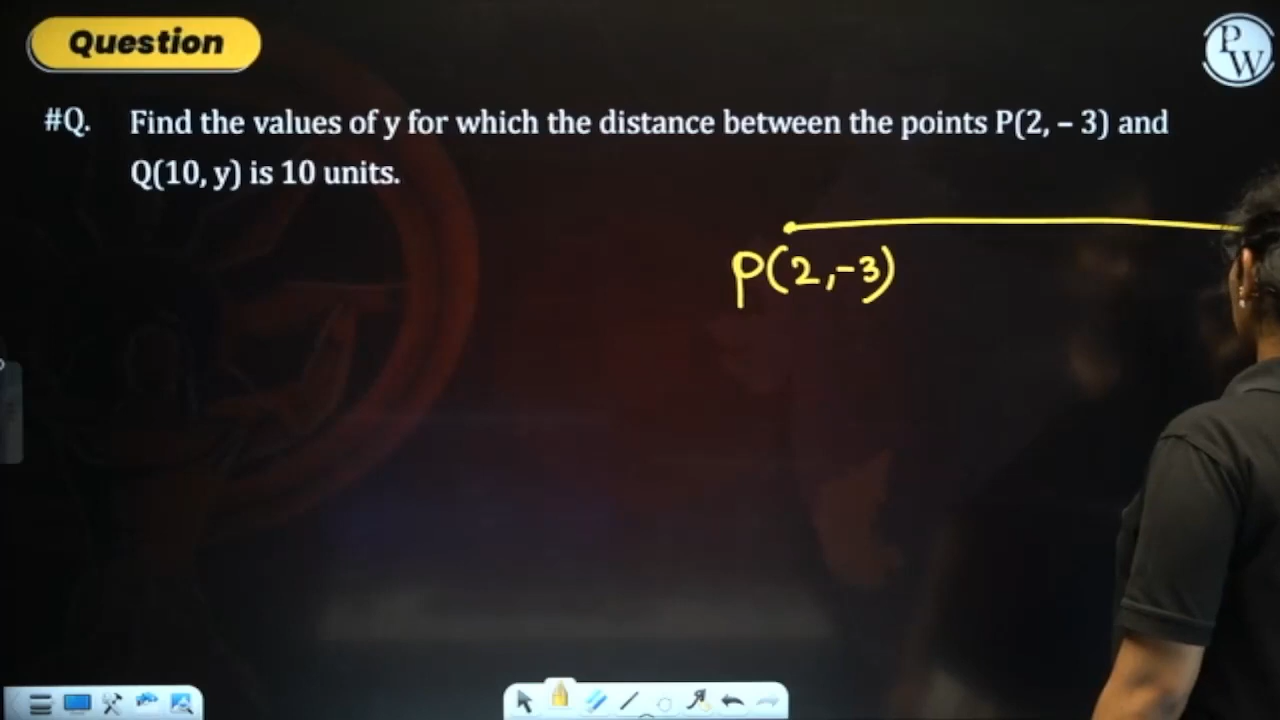 Question
PW
#Q. Find the values of y for which the distance between the points P(2, – 3) and
Q(10, y) is 10 units.
P(2,-3)